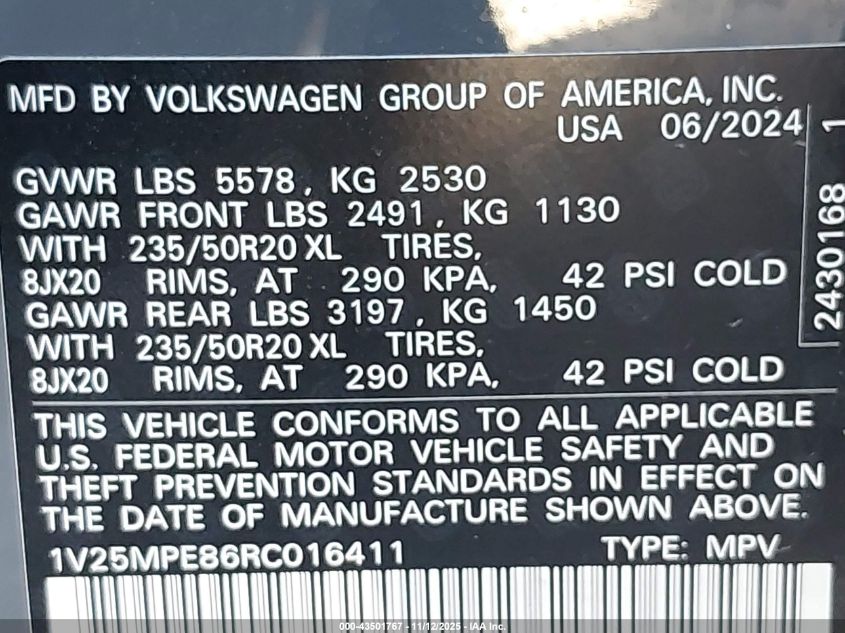 MFD BY VOLKSWAGEN GROUP OF AMERICA, INC.
USA 06/2024
GVWR LBS 5578, KG 2530
GAWR FRONT LBS 2491, KG 1130
WITH 235/50R20 XL TIRES,
8JX20 RIMS, AT 290 KPA, 42 PSI COLD
GAWR REAR LBS 3197, KG 1450
WITH 235/50R20 XL TIRES,
8JX20 RIMS, AT 290 KPA, 42 PSI COLD
THIS VEHICLE CONFORMS TO ALL APPLICABLE
U.S. FEDERAL MOTOR VEHICLE SAFETY AND
THEFT PREVENTION STANDARDS IN EFFECT ON
THE DATE OF MANUFACTURE SHOWN ABOVE.
1V25MPE86RC016411 TYPE: MPV
2430168 1
000-43501767 - 11/12/2025 - IAA Inc.